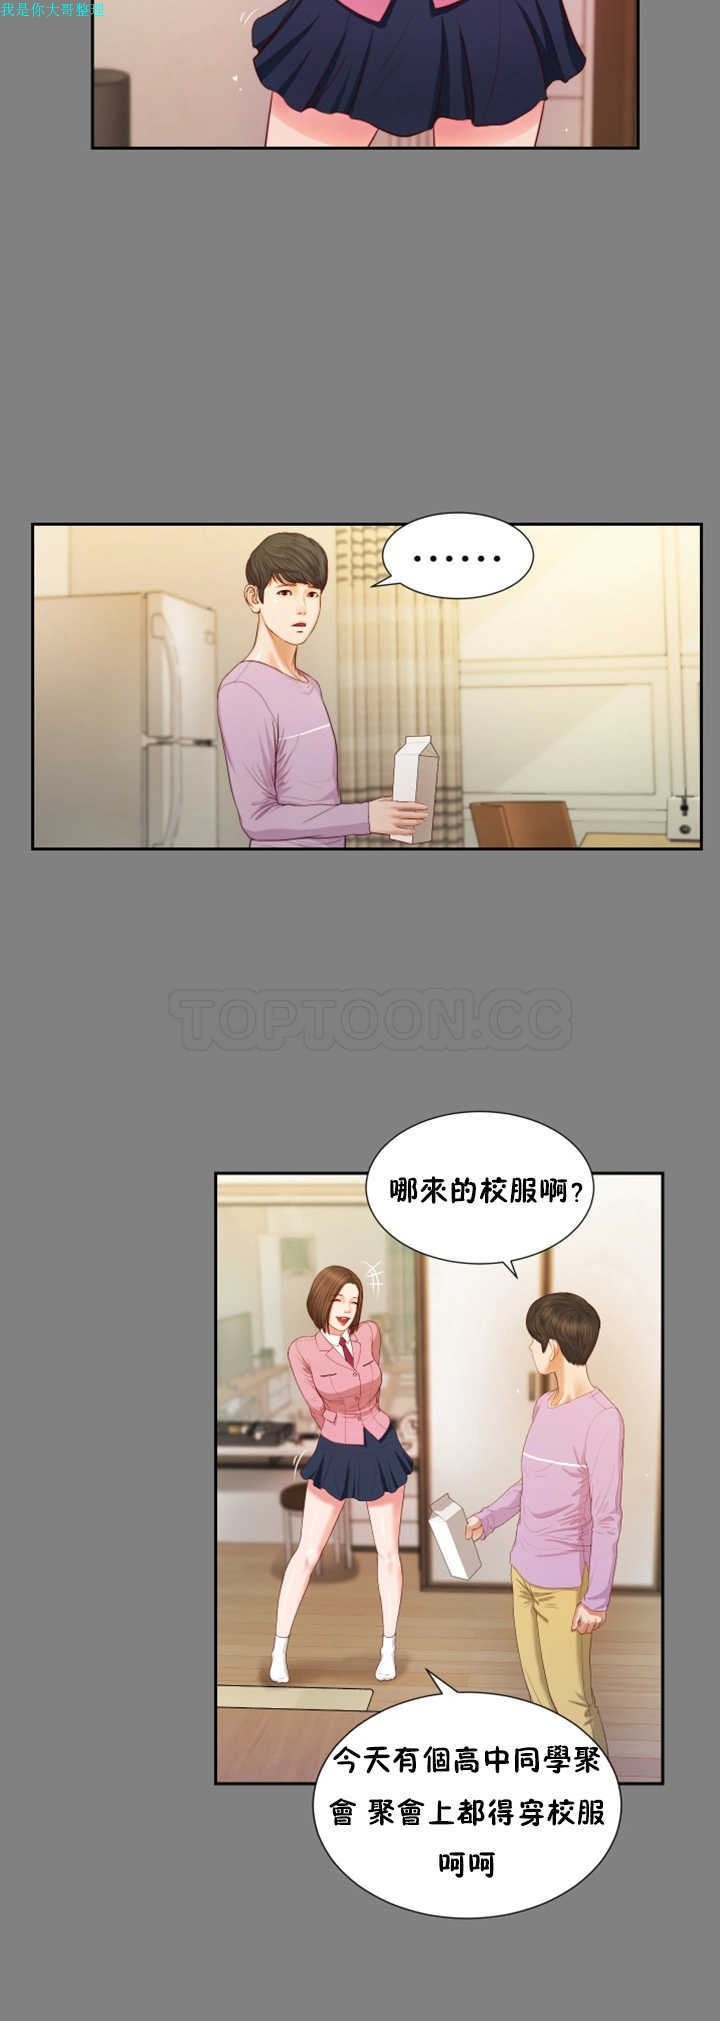 我是你大哥整理
......
TOPTOON.CC
哪來的校服啊?
今天有個高中同學聚
會 聚會上都得穿校服
呵呵